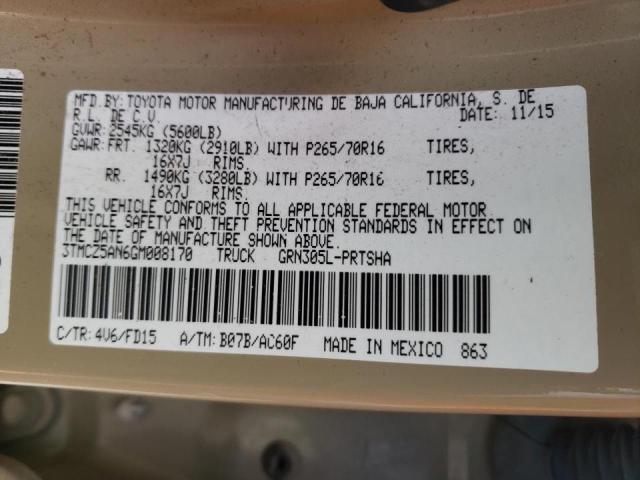 MFD.BY:TOYOTA MOTOR MANUFACTURING DE BAJA CALIFORNIA, S. DE
R.L. DE C.V. DATE: 11/15
GVWR:2545KG (5600LB)
GAWR:FRT. 1320KG (2910LB) WITH P265/70R16 TIRES,
16X7J RIMS.
RR. 1490KG (3280LB) WITH P265/70R16 TIRES,
16X7J RIMS.
THIS VEHICLE CONFORMS TO ALL APPLICABLE FEDERAL MOTOR
VEHICLE SAFETY AND THEFT PREVENTION STANDARDS IN EFFECT ON
THE DATE OF MANUFACTURE SHOWN ABOVE.
3TMCZ5AN6GM008170 TRUCK GRN305L-PRTSHA
C/TR: 4V6/FD15 A/TM: B07B/AC60F MADE IN MEXICO 863